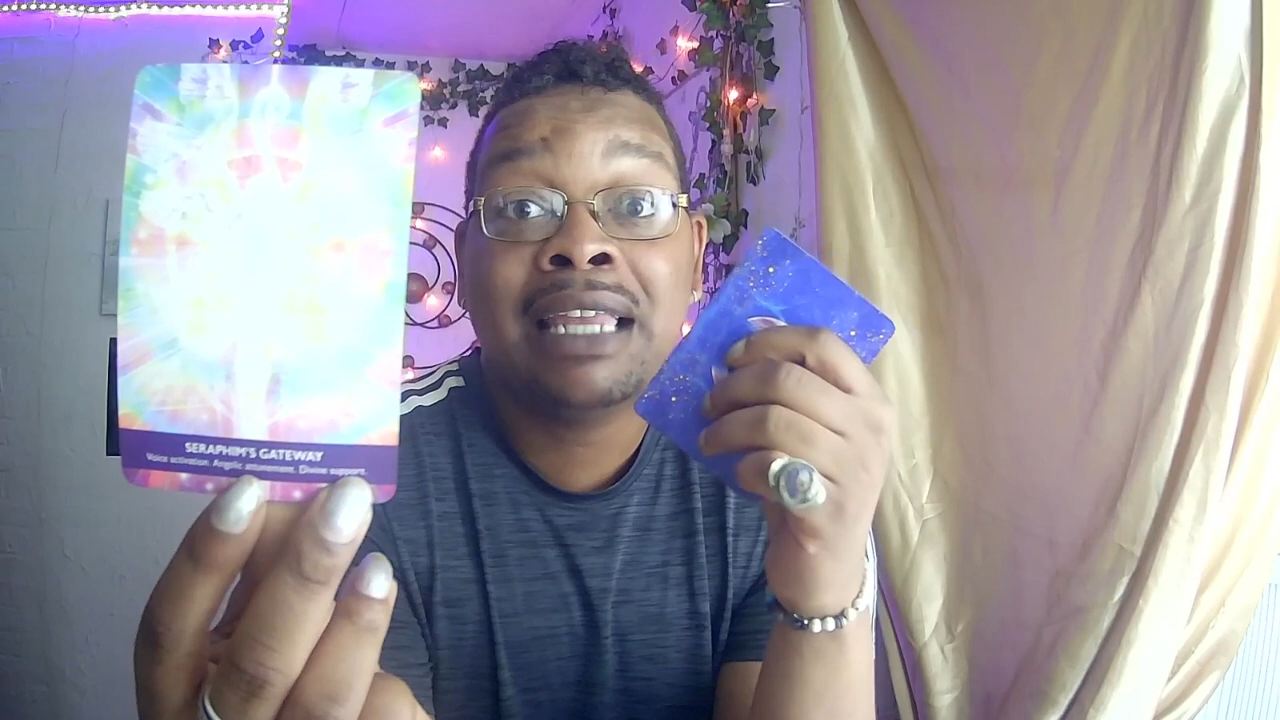 SERAPHIM'S GATEWAY
Voice activation. Angelic attunement. Divine support.